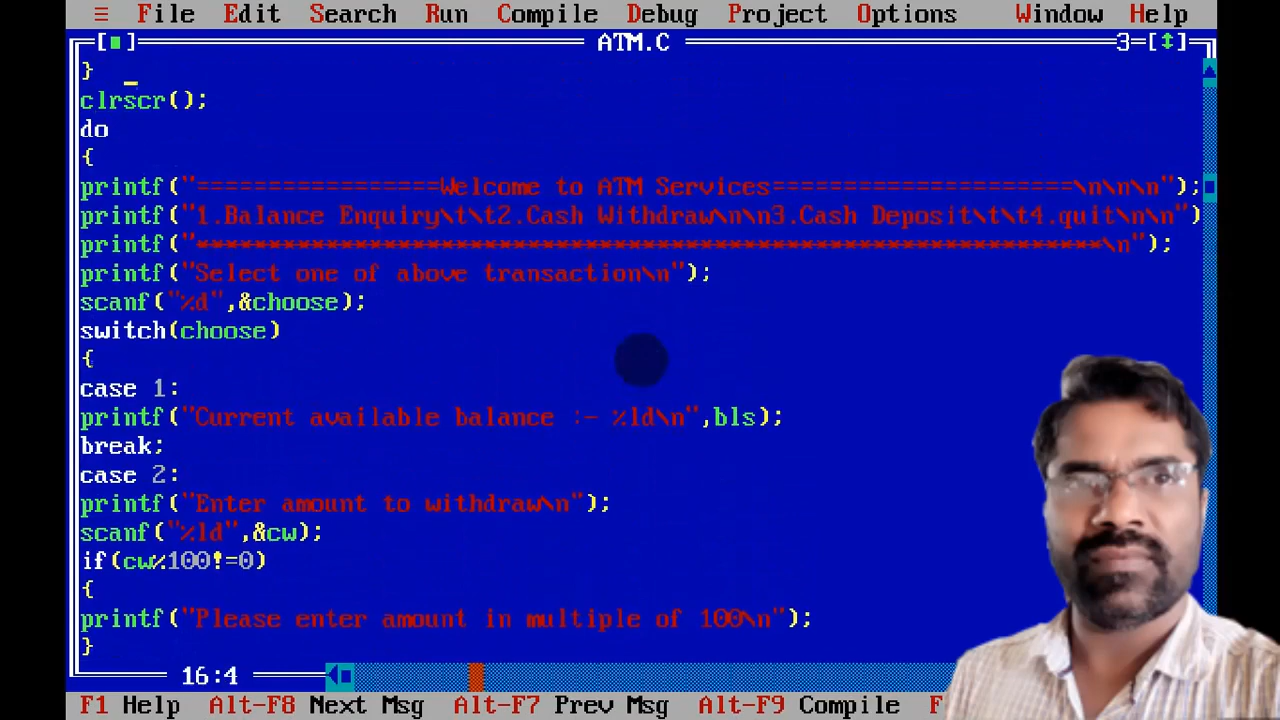 ≡ File Edit Search Run Compile Debug Project Options Window Help
[■] ATM.C 3=[↕]
}
clrscr();
do
{
printf("=================Welcome to ATM Services=====================\n\n\n");
printf("1.Balance Enquiry\t\t2.Cash Withdraw\n\n3.Cash Deposit\t\t4.quit\n\n")
printf("***************************************************************\n");
printf("Select one of above transaction\n");
scanf("%d",&choose);
switch(choose)
{
case 1:
printf("Current available balance :- %ld\n",bls);
break;
case 2:
printf("Enter amount to withdraw\n");
scanf("%ld",&cw);
if(cw%100!=0)
{
printf("Please enter amount in multiple of 100\n");
}
16:4
F1 Help Alt-F8 Next Msg Alt-F7 Prev Msg Alt-F9 Compile F